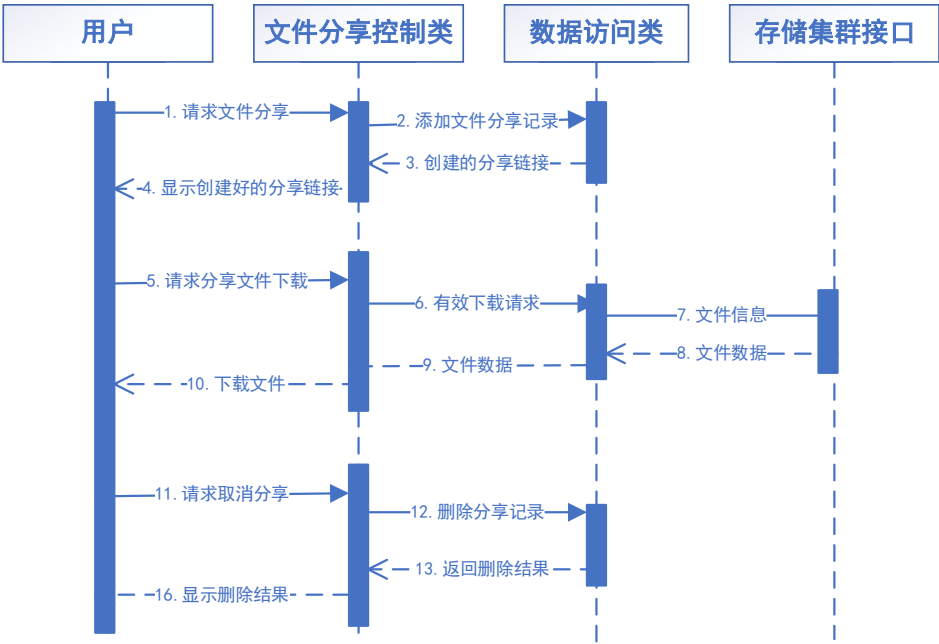 用户
文件分享控制类
数据访问类
存储集群接口
1.请求文件分享
2.添加文件分享记录
3.创建的分享链接
4.显示创建好的分享链接
5.请求分享文件下载
6.有效下载请求
7.文件信息
8.文件数据
9.文件数据
10.下载文件
11.请求取消分享
12.删除分享记录
13.返回删除结果
16.显示删除结果